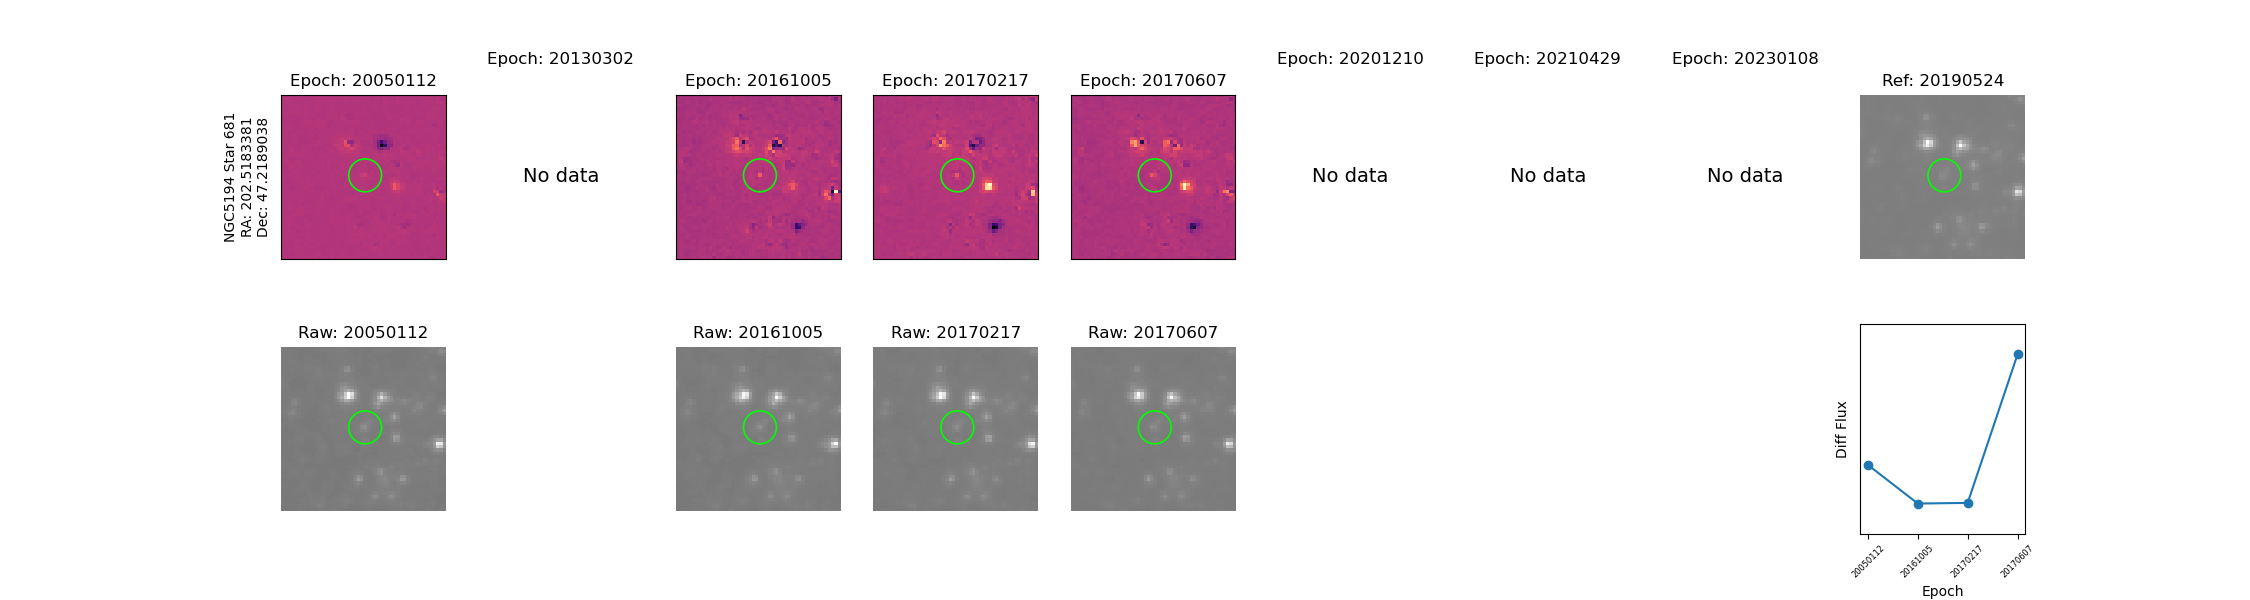 Epoch: 20130302
Epoch: 20201210
Epoch: 20210429
Epoch: 20230108
Epoch: 20050112
Epoch: 20161005
Epoch: 20170217
Epoch: 20170607
Ref: 20190524
NGC5194 Star 681
RA: 202.5183381
Dec: 47.2189038
No data
No data
No data
No data
Raw: 20050112
Raw: 20161005
Raw: 20170217
Raw: 20170607
Diff Flux
20050112
20161005
20170217
20170607
Epoch